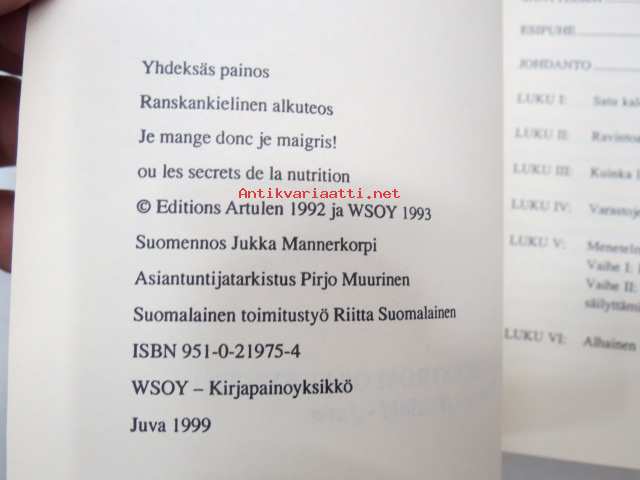 Yhdeksäs painos
Ranskankielinen alkuteos
Je mange donc je maigris!
ou les secrets de la nutrition
Antikvariaatti.net
© Editions Artulen 1992 ja WSOY 1993
Suomennos Jukka Mannerkorpi
Asiantuntijatarkistus Pirjo Muurinen
Suomalainen toimitustyö Riitta Suomalainen
ISBN 951-0-21975-4
WSOY – Kirjapainoyksikkö
Juva 1999
ESIPUHE
JOHDANTO
LUKU I: Satu
LUKU II:
LUKU III: Kuinka
LUKU IV:
LUKU V:
Vaihe I:
Vaihe II:
LUKU VI: Alhainen